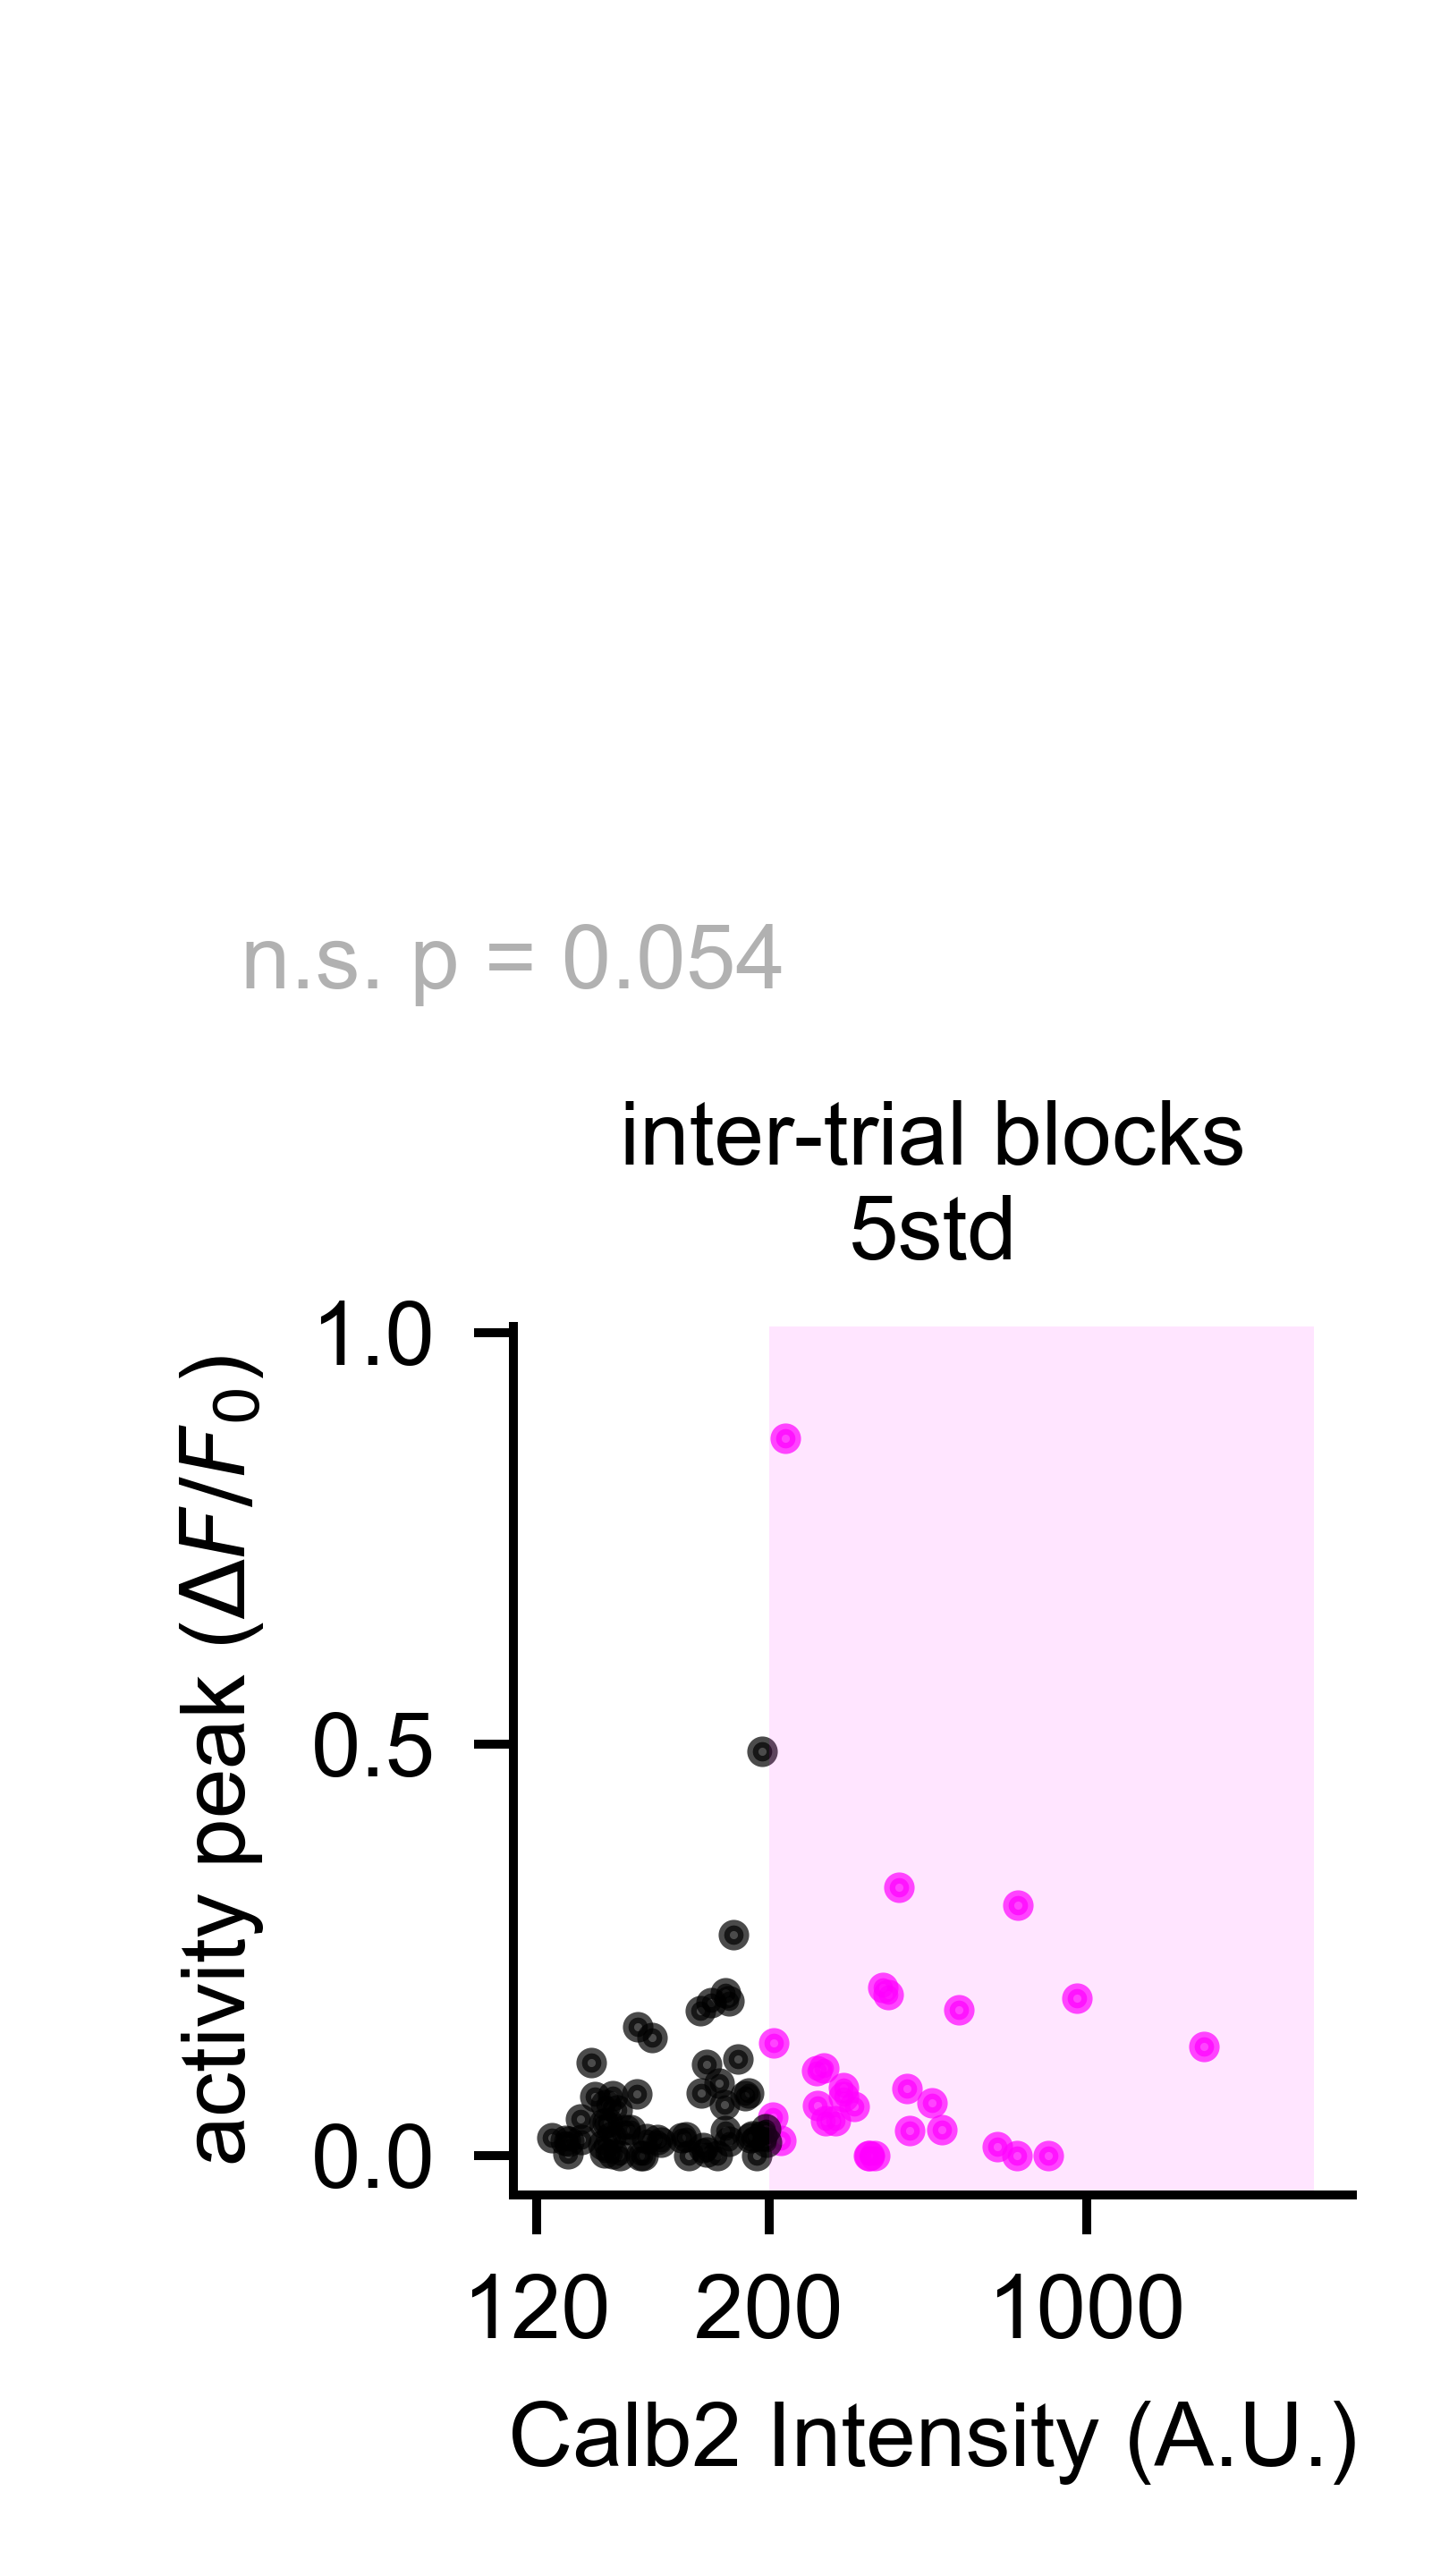 n.s. p = 0.054
inter-trial blocks
5std
1.0
0.5
0.0
activity peak (ΔF/F₀)
120 200 1000
Calb2 Intensity (A.U.)